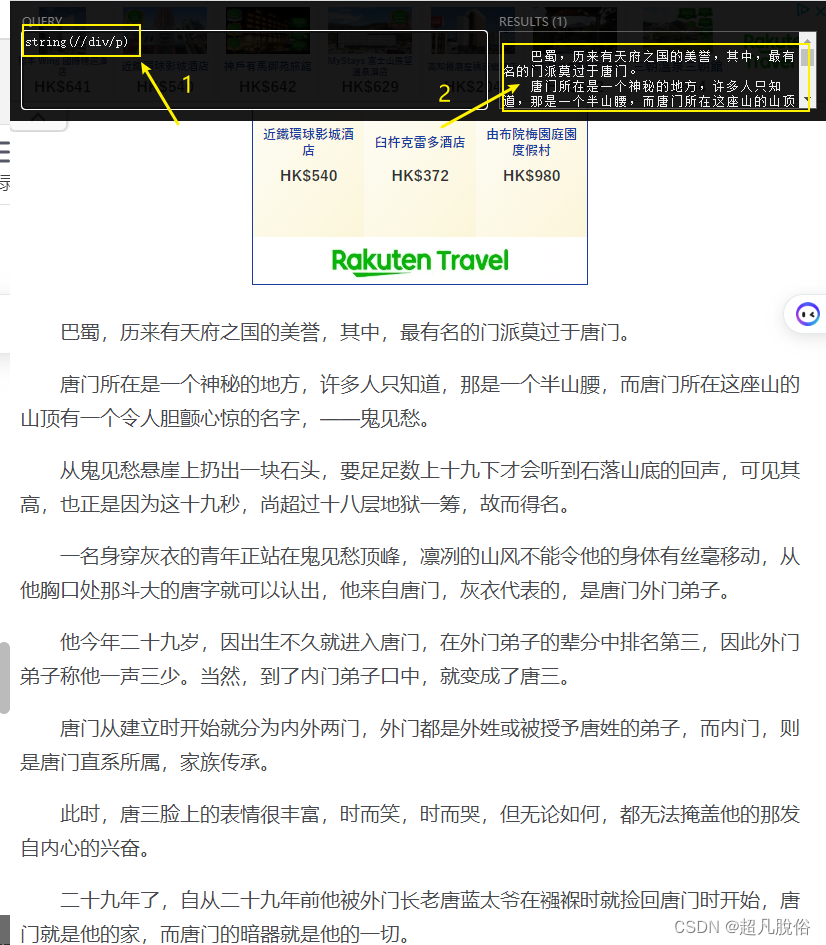 QUERY
RESULTS (1)
string(//div/p)
巴蜀，历来有天府之国的美誉，其中，最有
名的门派莫过于唐门。
唐门所在是一个神秘的地方，许多人只知
道，那是一个半山腰，而唐门所在这座山的山顶
1
2
近鐵環球影城酒店
神戶有馬御苑旅館
HK$641
HK$540
HK$642
HK$629
近鐵環球影城酒
店
HK$540
臼杵克雷多酒店
HK$372
由布院梅園庭園
度假村
HK$980
Rakuten Travel
巴蜀，历来有天府之国的美誉，其中，最有名的门派莫过于唐门。
唐门所在是一个神秘的地方，许多人只知道，那是一个半山腰，而唐门所在这座山的
山顶有一个令人胆颤心惊的名字，——鬼见愁。
从鬼见愁悬崖上扔出一块石头，要足足数上十九下才会听到石落山底的回声，可见其
高，也正是因为这十九秒，尚超过十八层地狱一筹，故而得名。
一名身穿灰衣的青年正站在鬼见愁顶峰，凛冽的山风不能令他的身体有丝毫移动，从
他胸口处那斗大的唐字就可以认出，他来自唐门，灰衣代表的，是唐门外门弟子。
他今年二十九岁，因出生不久就进入唐门，在外门弟子的辈分中排名第三，因此外门
弟子称他一声三少。当然，到了内门弟子口中，就变成了唐三。
唐门从建立时开始就分为内外两门，外门都是外姓或被授予唐姓的弟子，而内门，则
是唐门直系所属，家族传承。
此时，唐三脸上的表情很丰富，时而笑，时而哭，但无论如何，都无法掩盖他的那发
自内心的兴奋。
二十九年了，自从二十九年前他被外门长老唐蓝太爷在襁褓时就捡回唐门时开始，唐
门就是他的家，而唐门的暗器就是他的一切。
CSDN @超凡脫俗